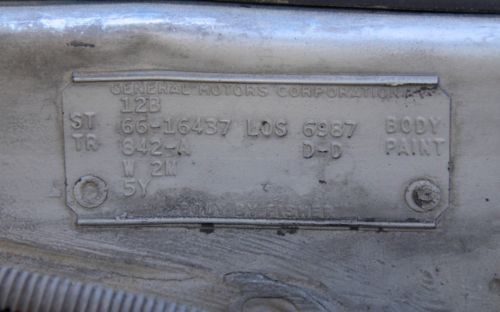 GENERAL MOTORS CORPORATION
12B
ST 66-16437 LOS 6987 BODY
TR 842-A D-D PAINT
W 2M
5Y
BODY BY FISHER